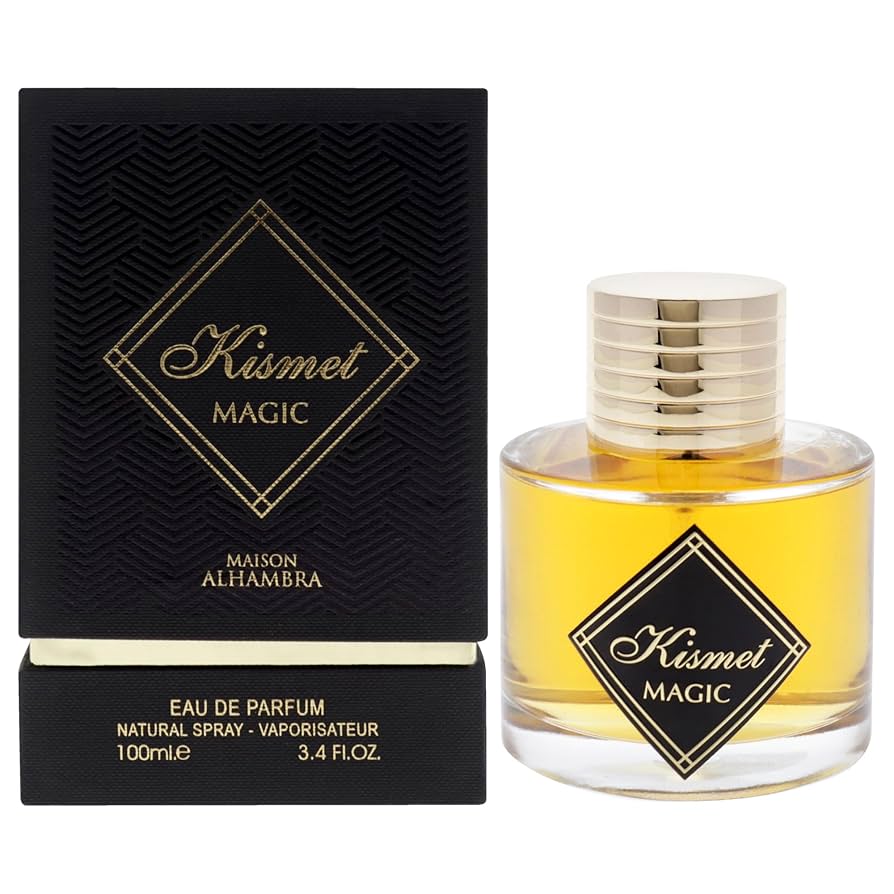 Kismet
MAGIC
MAISON
ALHAMBRA
EAU DE PARFUM
NATURAL SPRAY - VAPORISATEUR
100ml.e 3.4 Fl.OZ.
Kismet
MAGIC